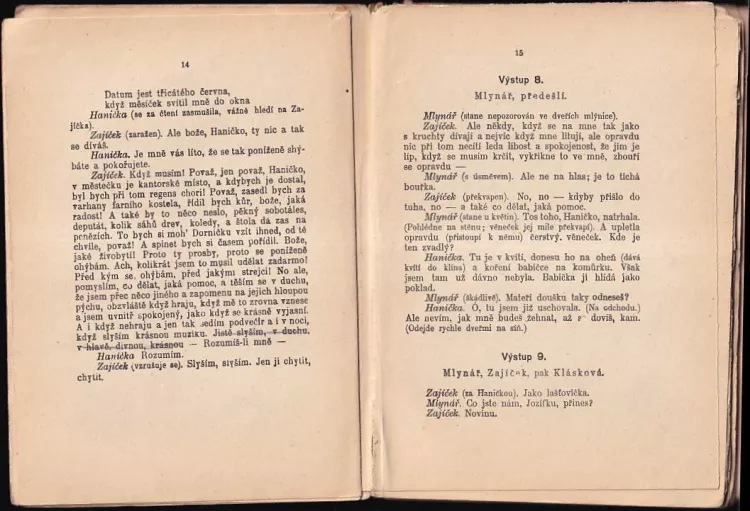 14
Datum jest třicátého června,
když měsíček svítil mně do okna
Hanička (se za čtení zasmušila, vážně hledí na Za-
jíčka).
Zajíček (zaražen). Ale bože, Haničko, ty nic a tak
se díváš.
Hanička. Je mně vás líto, že se tak poníženě shý-
báte a pokořujete.
Zajíček. Když musím! Považ, jen považ, Haničko,
v městečku je kantorské místo, a kdybych je dostal,
byl bych při tom regens chori! Považ, zasedl bych za
varhany farního kostela, řídil bych kůr, bože, jaká
radost! A také by to něco neslo, pěkný sobotáles,
deputát, kolik sáhů drev, koledy, a štola dá zas na
penězích. To bych si moh' Dorničku vzít ihned, od té
chvíle, považ! A spinet bych si časem pořídil. Bože,
jaké živobytí! Proto ty prosby, proto se poníženě
ohýbám. Ach, kolikrát jsem to musil udělat zadarmo!
Před kým se ohýbám, před jakými strejci! No ale,
pomyslím, co dělat, jaká pomoc, a těším se v duchu,
že jsem přec něco jiného a zapomenu na jejich hloupou
pýchu, obzvláště když hraju, když mě to zrovna vznese
a jsem uvnitř spokojený, jako když se krásně vyjasní.
A i když nehraju a jen tak sedím podvečír a i v noci,
když slyším krásnou muziku. Jistě slyším, v duchu,
v hlavě, divnou, krásnou — Rozumíš-li mně —
Hanička Rozumím.
Zajíček (vzrušuje se). Slyším, slyším. Jen ji chytit,
chytit.
15
Výstup 8.
Mlynář, předešlí.
Mlynář (stane nepozorován ve dveřích mlýnice).
Zajíček. Ale někdy, když se na mne tak jako
s kruchty dívají a nejvíc když mne litují, ale opravdu
nic při tom necítí leda libost a spokojenost, že jim je
líp, když se musím krčit, vykřikne to ve mně, zbouří
se opravdu —
Mlynář (s úsměvem). Ale ne na hlas; je to tichá
bouřka.
Zajíček (překvapen). No, no — kdyby přišlo do
tuha, no — a také co dělat, jaká pomoc.
Mlynář (stane u květin). Tos toho, Haničko, natrhala.
(Pohlédne na stěnu; věneček jej mile překvapí). A upletla
opravdu (přistoupí k němu) čerstvý, věneček. Kde je
ten zvadlý?
Hanička. Tu je v kvítí, donesu ho na oheň (dává
kvítí do klína) a koření babičce na komůrku. Však
jsem tam už dávno nebyla. Babička jí hlídá jako
poklad.
Mlynář (škádlivě). Mateří doušku taky odneseš?
Hanička. Ó, tu jsem již uschovala. (Na odchodu.)
Ale nevím, jak mně budeš žehnat, až dovíš, kam.
(Odejde rychle dveřmi na síň.)
Výstup 9.
Mlynář, Zajíček, pak Klásková.
Zajíček (za Haničkou). Jako lašťovička.
Mlynář. Co jste nám, Jozífku, přines?
Zajíček. Novinu.